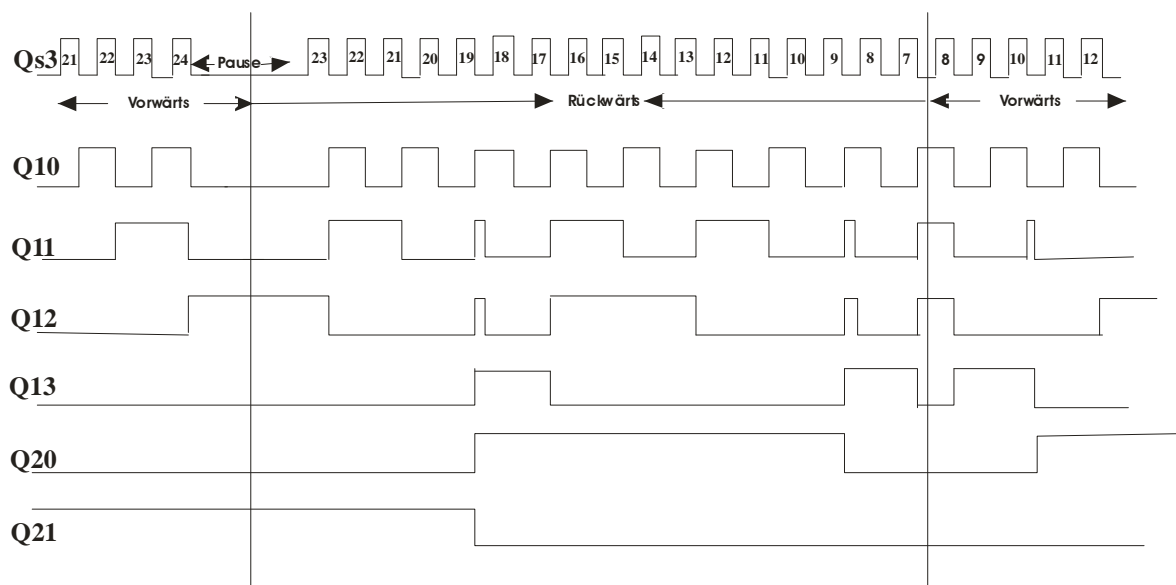 Qs3 21 22 23 24 Pause 23 22 21 20 19 18 17 16 15 14 13 12 11 10 9 8 7 8 9 10 11 12
Vorwärts Rückwärts Vorwärts
Q10
Q11
Q12
Q13
Q20
Q21